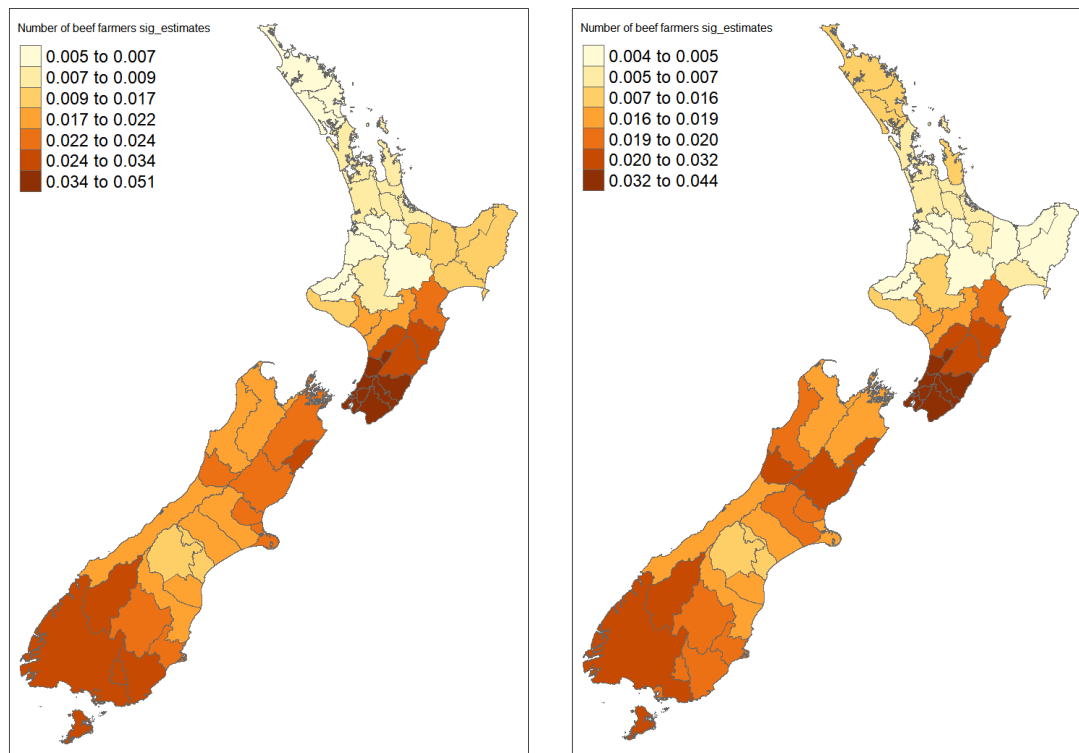 Number of beef farmers sig_estimates
0.005 to 0.007
0.007 to 0.009
0.009 to 0.017
0.017 to 0.022
0.022 to 0.024
0.024 to 0.034
0.034 to 0.051
Number of beef farmers sig_estimates
0.004 to 0.005
0.005 to 0.007
0.007 to 0.016
0.016 to 0.019
0.019 to 0.020
0.020 to 0.032
0.032 to 0.044